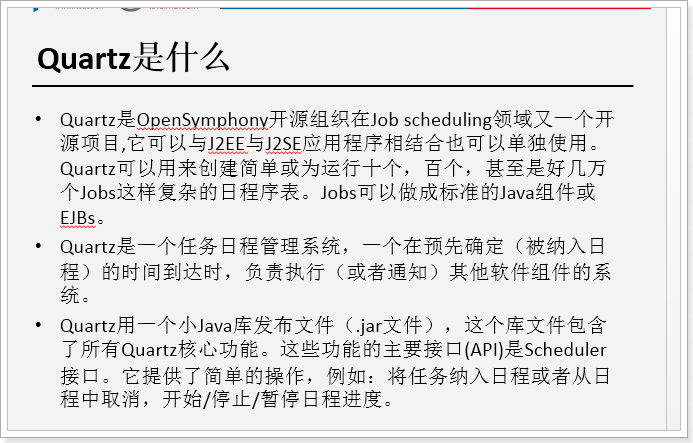 Quartz是什么
• Quartz是OpenSymphony开源组织在Job scheduling领域又一个开
源项目,它可以与J2EE与J2SE应用程序相结合也可以单独使用。
Quartz可以用来创建简单或为运行十个，百个，甚至是好几万
个Jobs这样复杂的日程序表。Jobs可以做成标准的Java组件或
EJBs。
• Quartz是一个任务日程管理系统，一个在预先确定（被纳入日
程）的时间到达时，负责执行（或者通知）其他软件组件的系
统。
• Quartz用一个小Java库发布文件（.jar文件），这个库文件包含
了所有Quartz核心功能。这些功能的主要接口(API)是Scheduler
接口。它提供了简单的操作，例如：将任务纳入日程或者从日
程中取消，开始/停止/暂停日程进度。